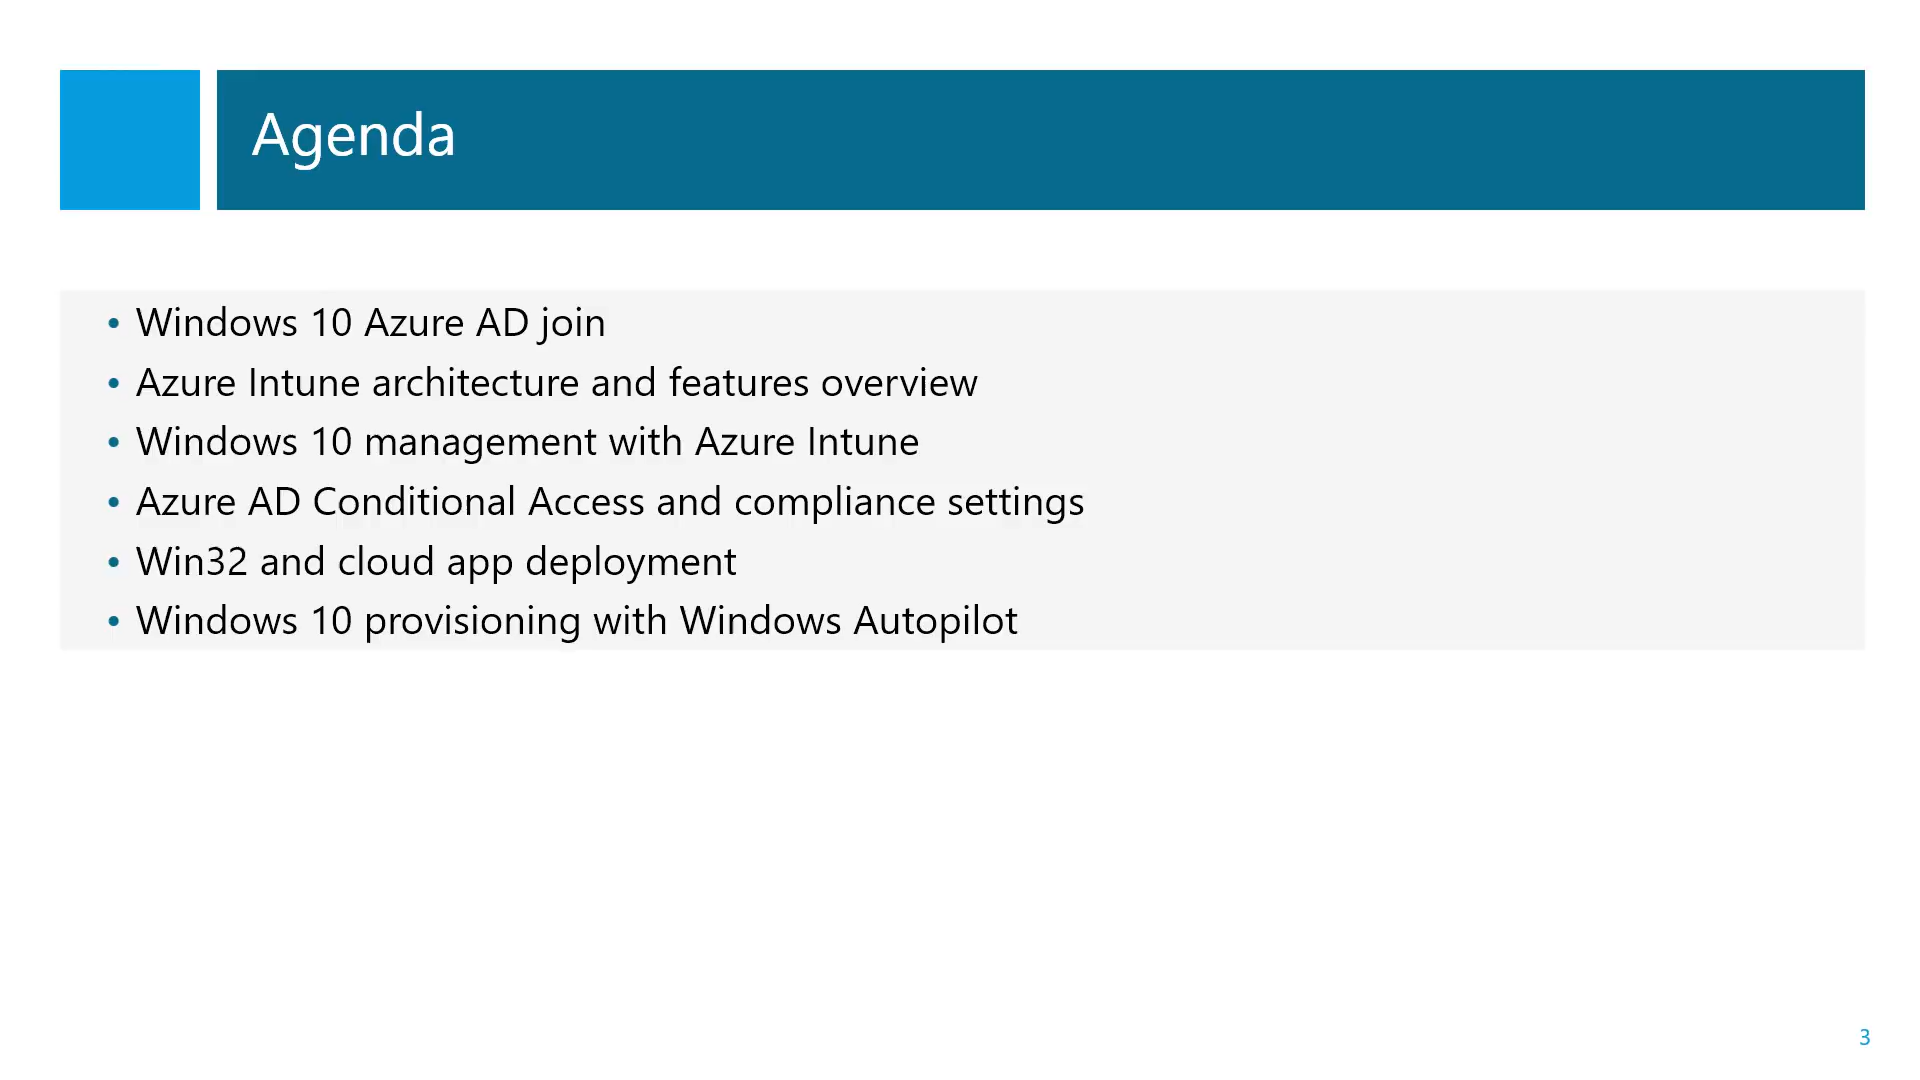 Agenda
• Windows 10 Azure AD join
• Azure Intune architecture and features overview
• Windows 10 management with Azure Intune
• Azure AD Conditional Access and compliance settings
• Win32 and cloud app deployment
• Windows 10 provisioning with Windows Autopilot
3